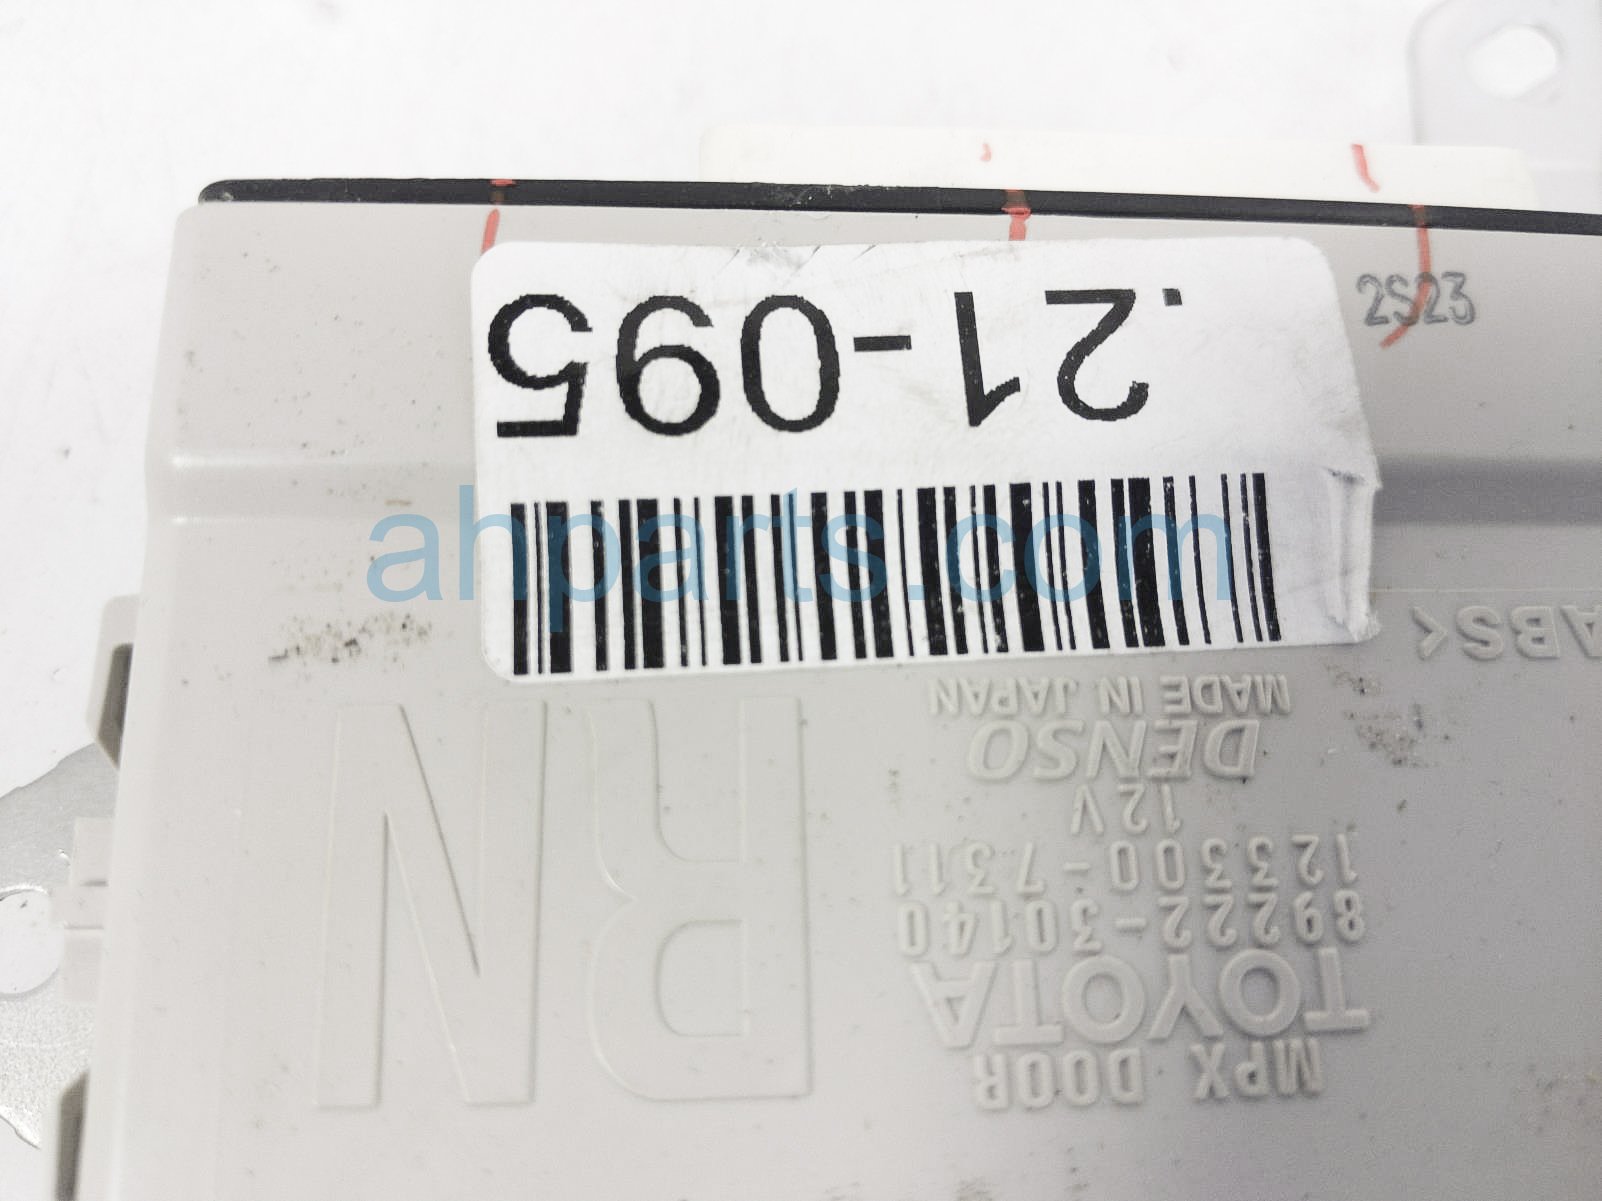 MPX DOOR
TOYOTA
89222-30140
123300-7311
12V
DENSO
MADE IN JAPAN
RN
ABS<
.21-095
2S23
ahparts.com